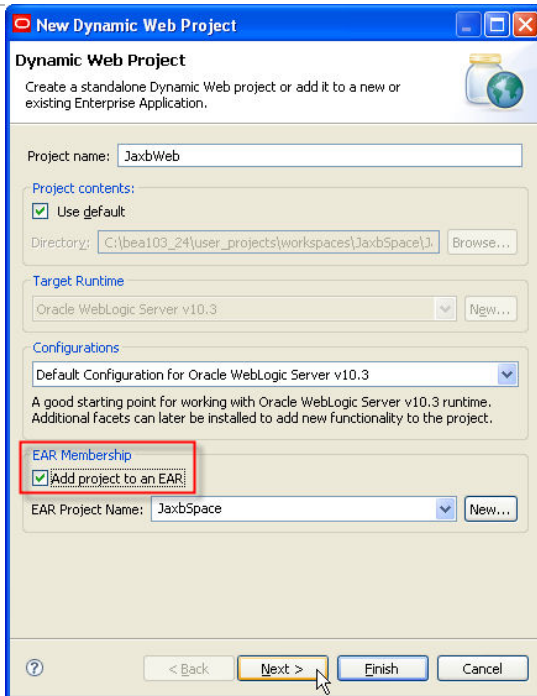 New Dynamic Web Project
Dynamic Web Project
Create a standalone Dynamic Web project or add it to a new or
existing Enterprise Application.
Project name: JaxbWeb
Project contents:
Use default
Directory: C:\bea103_24\user_projects\workspaces\JaxbSpace\J Browse...
Target Runtime
Oracle WebLogic Server v10.3 New...
Configurations
Default Configuration for Oracle WebLogic Server v10.3
A good starting point for working with Oracle WebLogic Server v10.3 runtime.
Additional facets can later be installed to add new functionality to the project.
EAR Membership
Add project to an EAR
EAR Project Name: JaxbSpace New...
? < Back Next > Finish Cancel